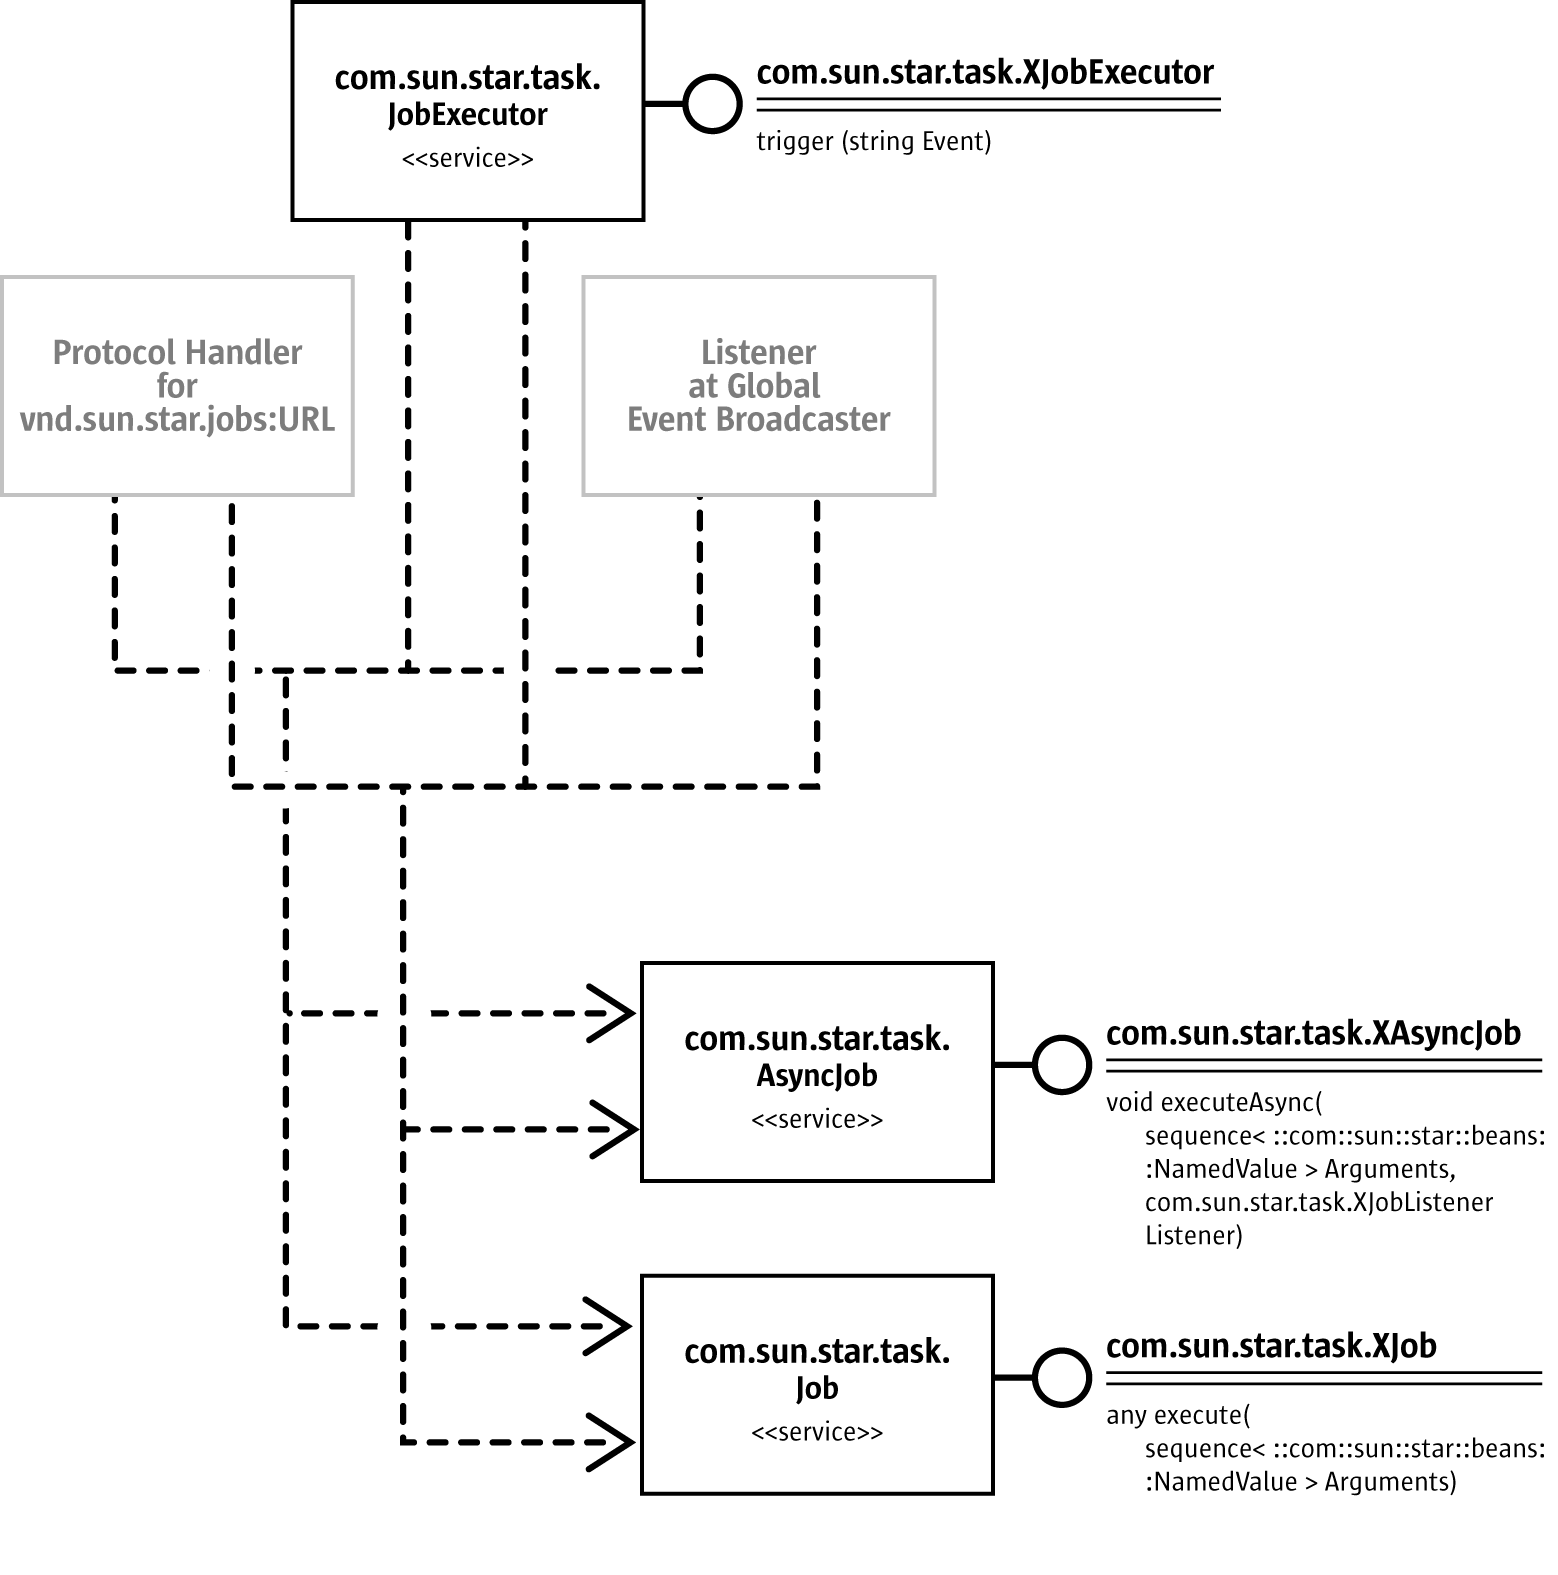 com.sun.star.task.
JobExecutor
<<service>>
com.sun.star.task.XJobExecutor
trigger (string Event)
Protocol Handler
for
vnd.sun.star.jobs:URL
Listener
at Global
Event Broadcaster
com.sun.star.task.
AsyncJob
<<service>>
com.sun.star.task.XAsyncJob
void executeAsync(
sequence< ::com::sun::star::beans:
:NamedValue > Arguments,
com.sun.star.task.XJobListener
Listener)
com.sun.star.task.
Job
<<service>>
com.sun.star.task.XJob
any execute(
sequence< ::com::sun::star::beans:
:NamedValue > Arguments)